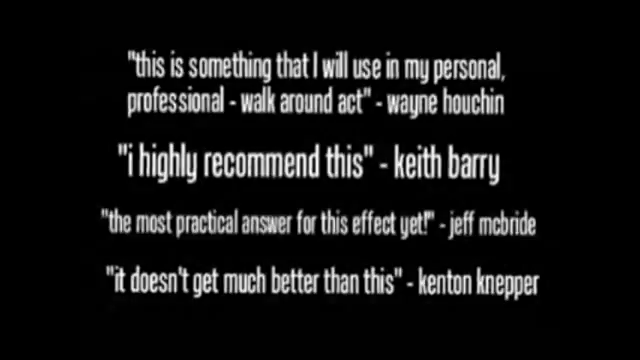 "this is something that I will use in my personal,
professional - walk around act" - wayne houchin
"i highly recommend this" - keith barry
"the most practical answer for this effect yet!" - jeff mcbride
"it doesn't get much better than this" - kenton knepper